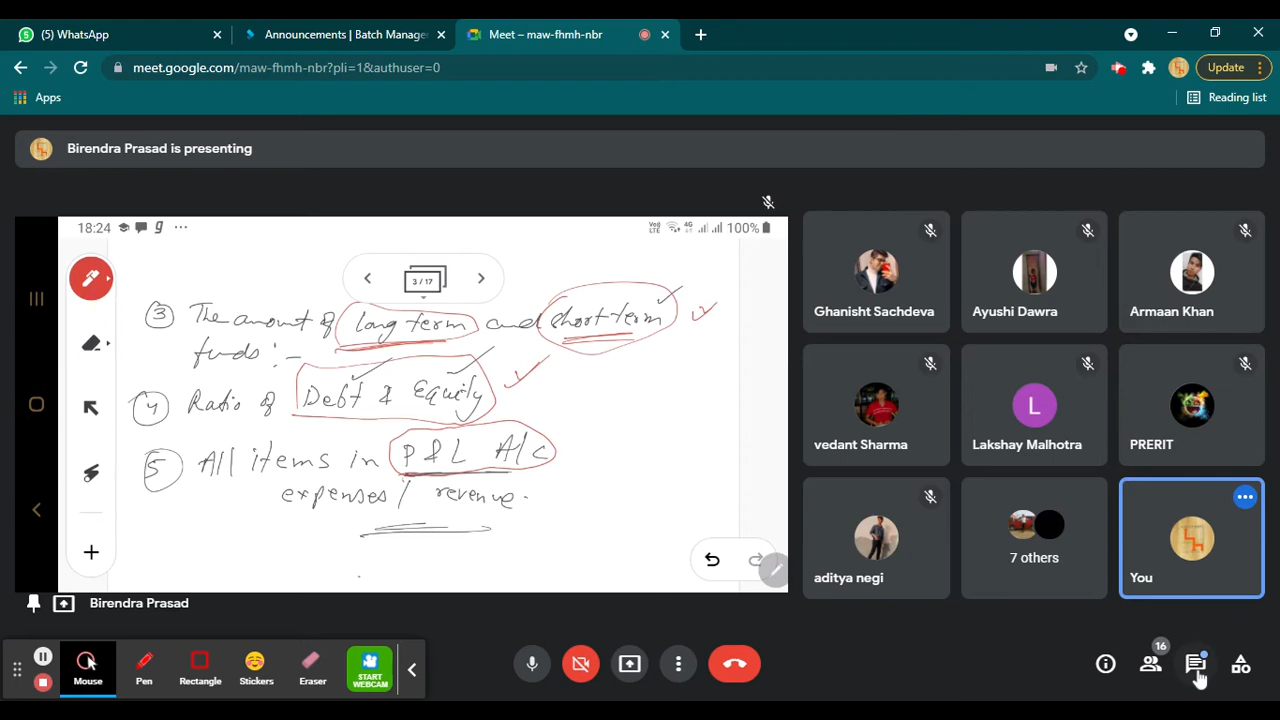 (5) WhatsApp
Announcements | Batch Manage
Meet – maw-fhmh-nbr
meet.google.com/maw-fhmh-nbr?pli=1&authuser=0
Update
Apps
Reading list
Birendra Prasad is presenting
18:24
VoD LTE 4G 100%
3 / 17
③ The amount of long term and short term
funds : –
④ Ratio of Debt & Equity
⑤ All items in P & L A/c
expenses / revenue.
Birendra Prasad
Ghanisht Sachdeva
Ayushi Dawra
Armaan Khan
vedant Sharma
L
Lakshay Malhotra
PRERIT
aditya negi
7 others
You
Mouse
Pen
Rectangle
Stickers
Eraser
START
WEBCAM
16